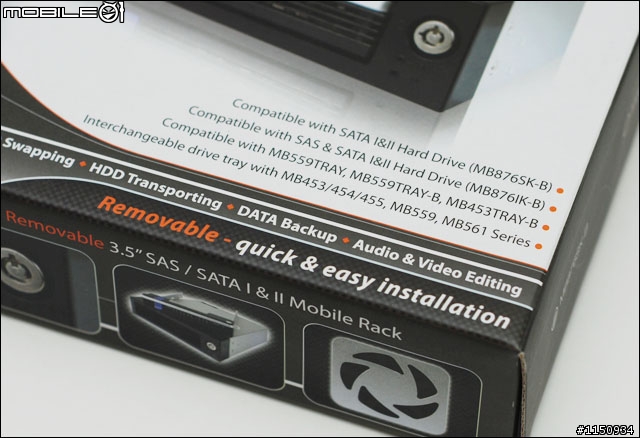 MOBILE01
Compatible with SATA I&II Hard Drive (MB876SK-B)
Compatible with SAS & SATA I&II Hard Drive (MB876IK-B)
Compatible with MB559TRAY, MB559TRAY-B, MB453TRAY-B
Interchangeable drive tray with MB453/454/455, MB559, MB561 Series
Swapping ◆ HDD Transporting ◆ DATA Backup ◆ Audio & Video Editing
Removable - quick & easy installation
Removable 3.5" SAS / SATA I & II Mobile Rack
#1150934